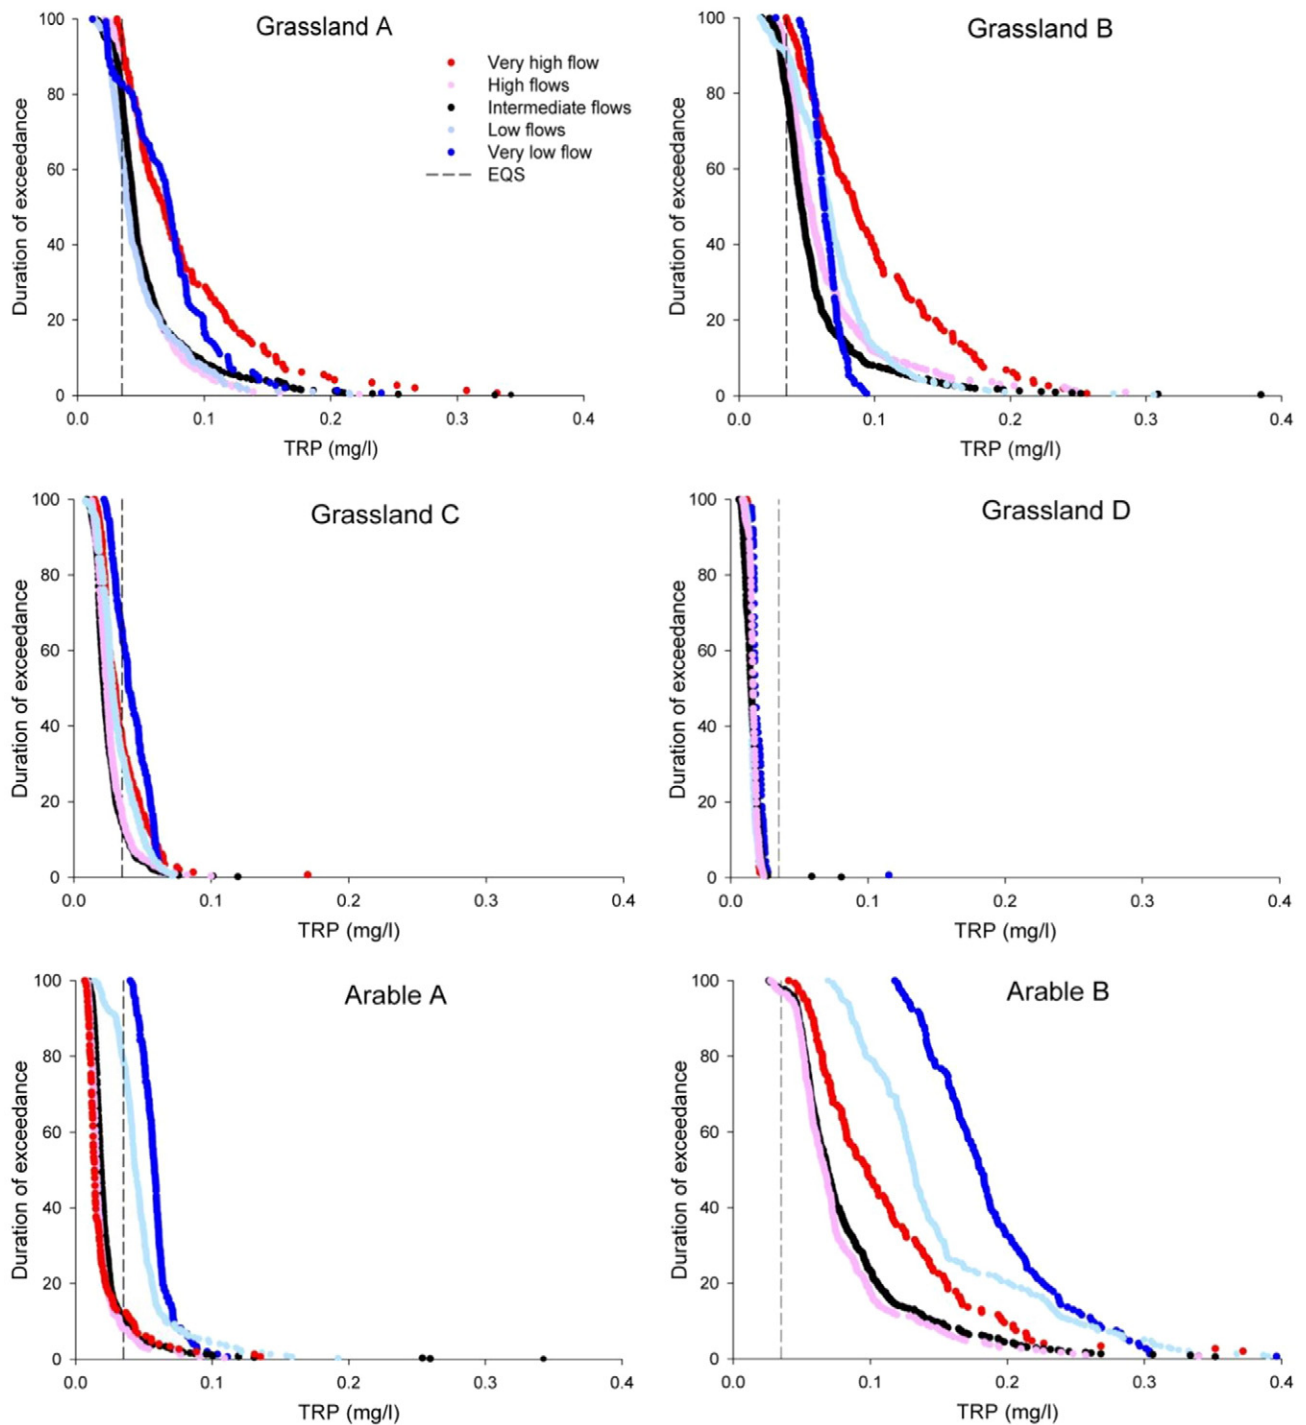 Grassland A
100
80
60
40
20
0
Duration of exceedance
Very high flow
High flows
Intermediate flows
Low flows
Very low flow
EQS
0.0 0.1 0.2 0.3 0.4
TRP (mg/l)
Grassland B
100
80
60
40
20
0
Duration of exceedance
0.0 0.1 0.2 0.3 0.4
TRP (mg/l)
Grassland C
100
80
60
40
20
0
Duration of exceedance
0.0 0.1 0.2 0.3 0.4
TRP (mg/l)
Grassland D
100
80
60
40
20
0
Duration of exceedance
0.0 0.1 0.2 0.3 0.4
TRP (mg/l)
Arable A
100
80
60
40
20
0
Duration of exceedance
0.0 0.1 0.2 0.3 0.4
TRP (mg/l)
Arable B
100
80
60
40
20
0
Duration of exceedance
0.0 0.1 0.2 0.3 0.4
TRP (mg/l)